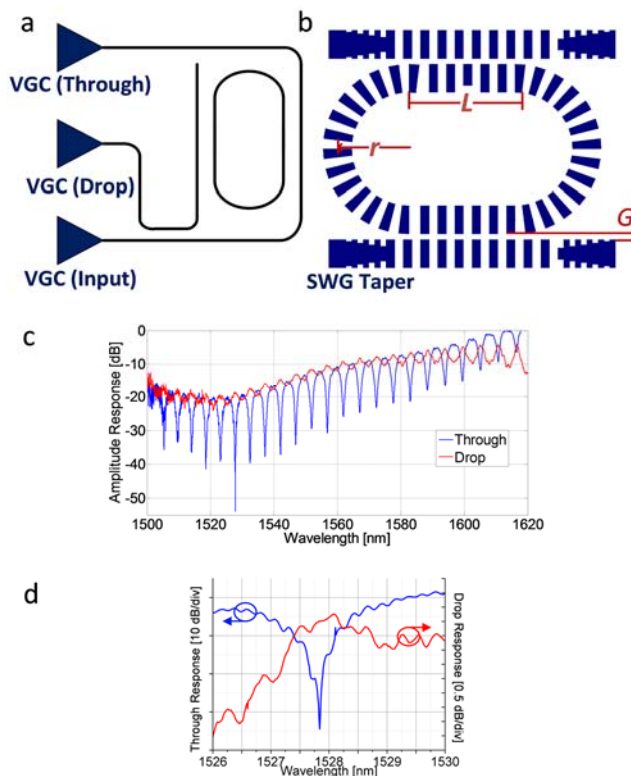 a
VGC (Through)
VGC (Drop)
VGC (Input)
b
L
r
G
SWG Taper
c
Amplitude Response [dB]
0
-10
-20
-30
-40
-50
1500 1520 1540 1560 1580 1600 1620
Wavelength [nm]
Through
Drop
d
Through Response [10 dB/div]
Drop Response [0.5 dB/div]
1526 1527 1528 1529 1530
Wavelength [nm]